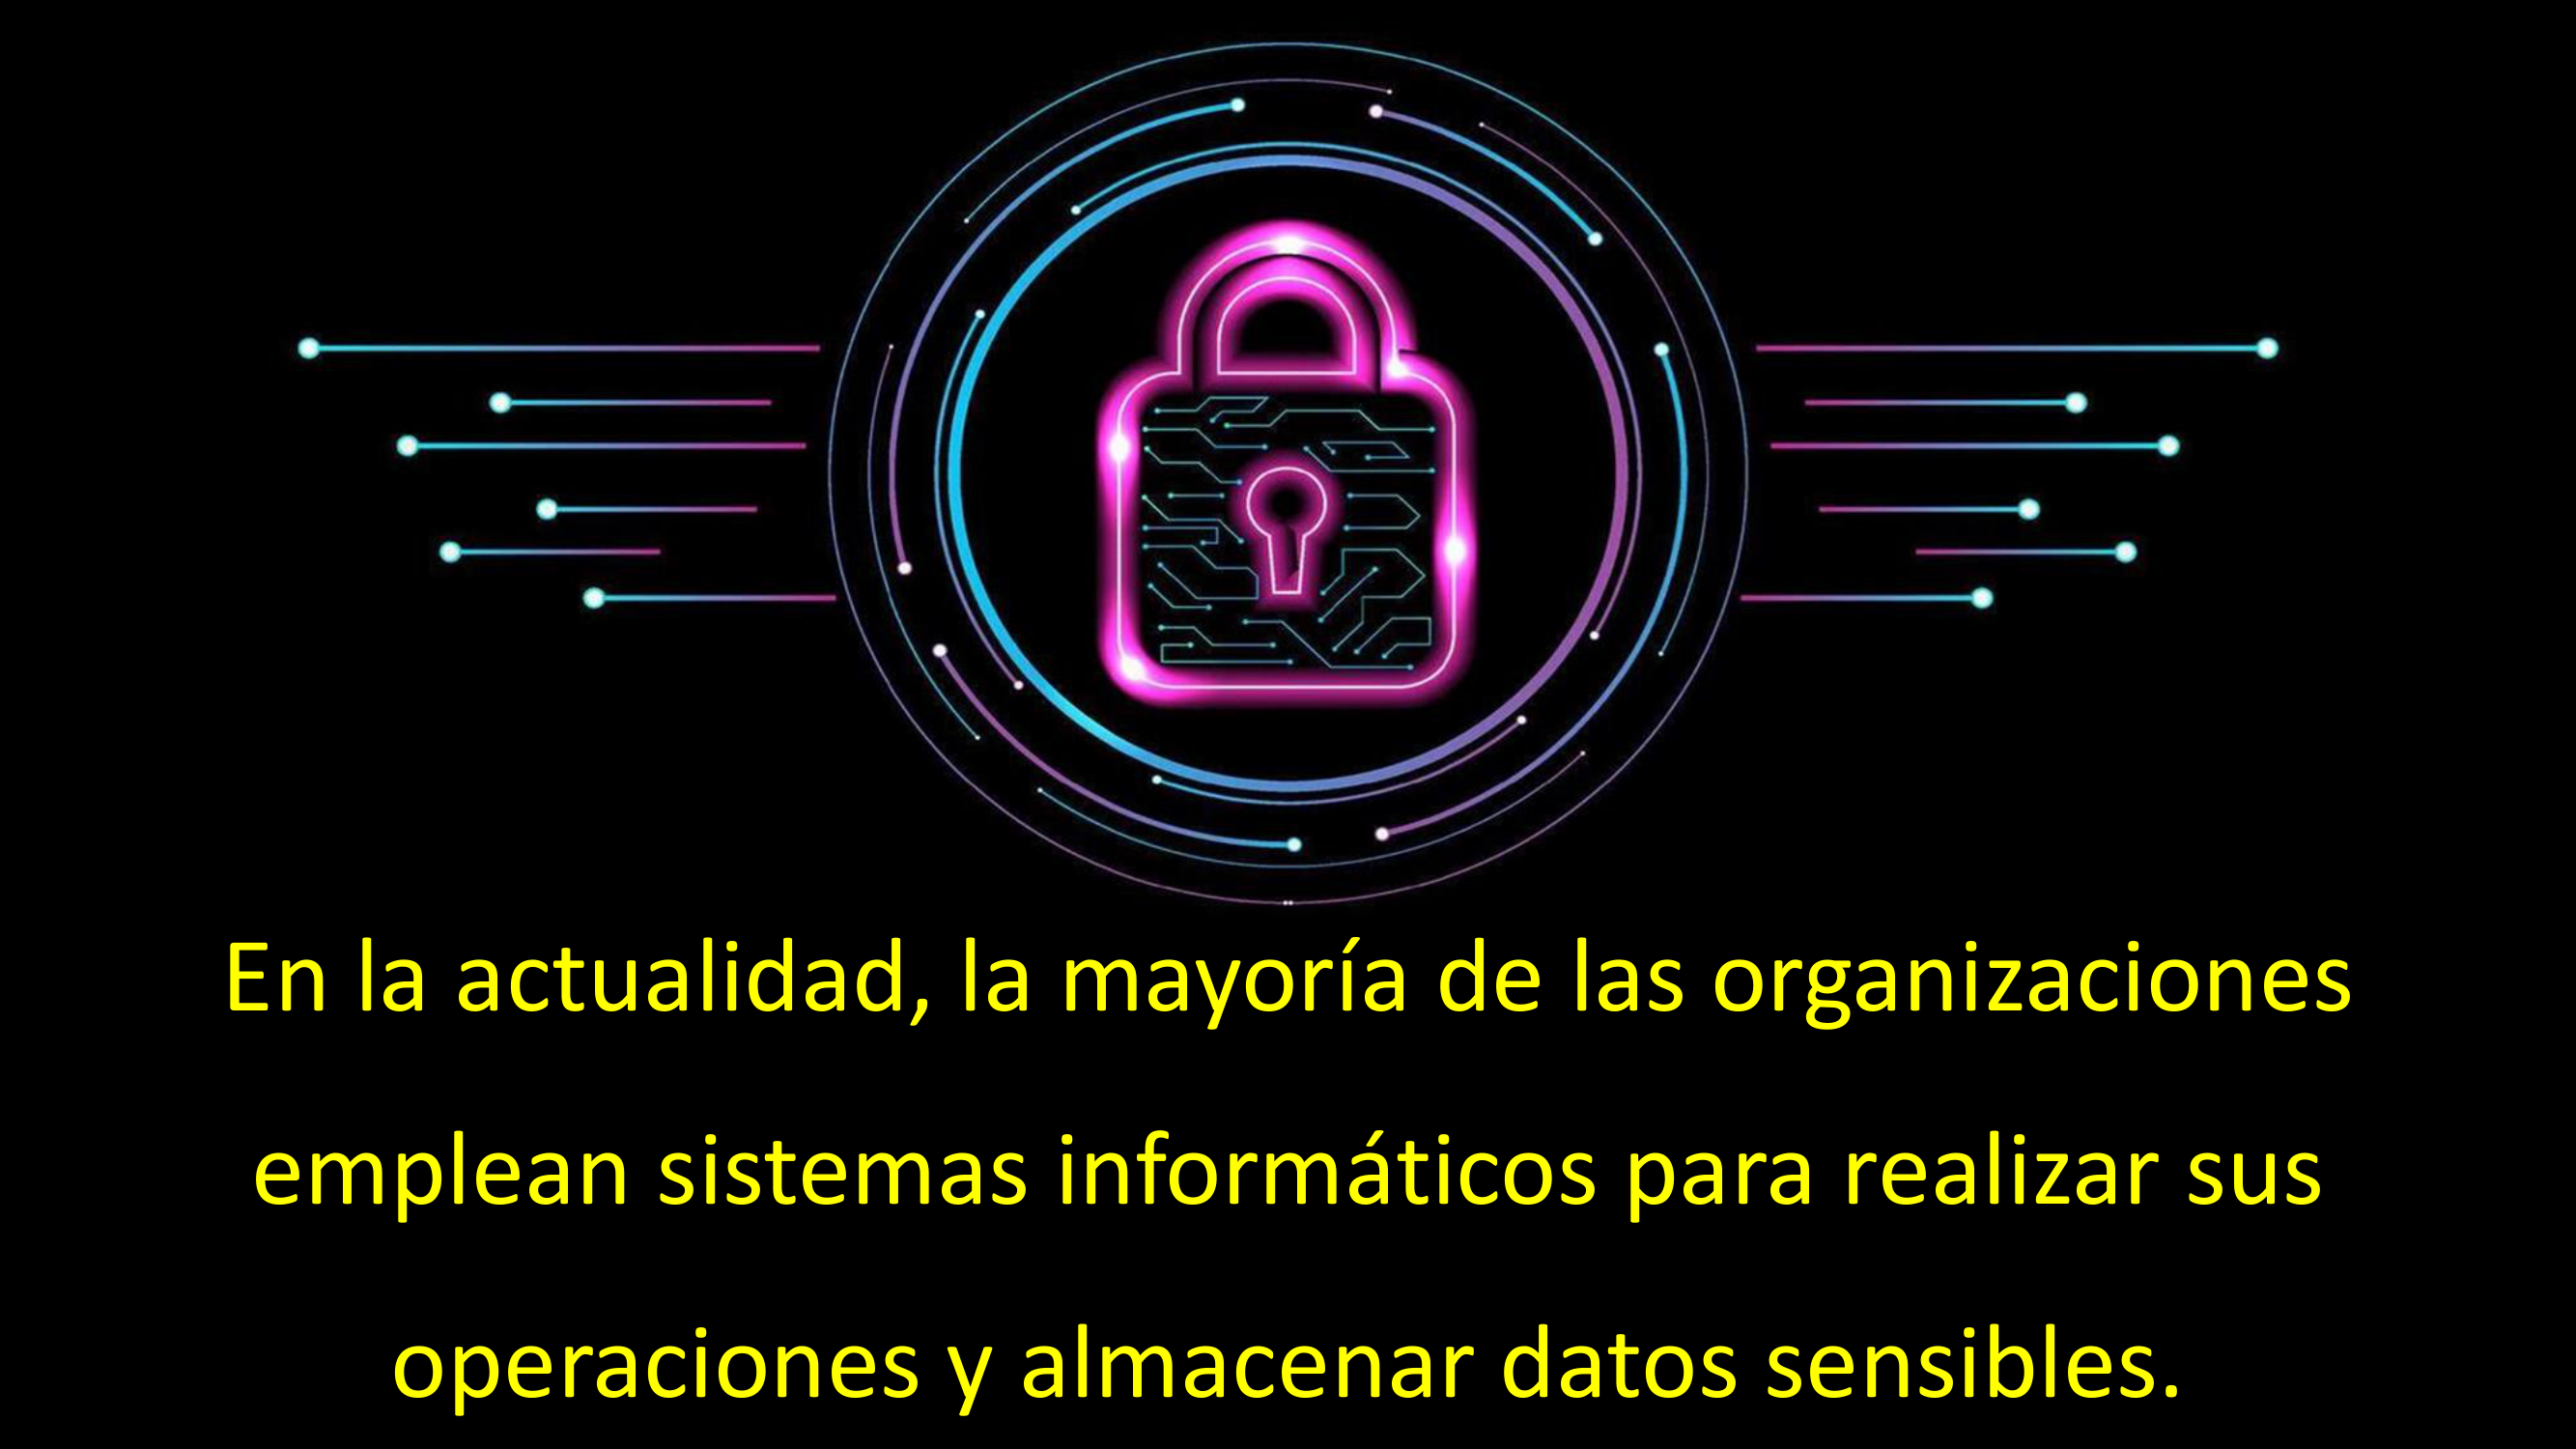 En la actualidad, la mayoría de las organizaciones
emplean sistemas informáticos para realizar sus
operaciones y almacenar datos sensibles.